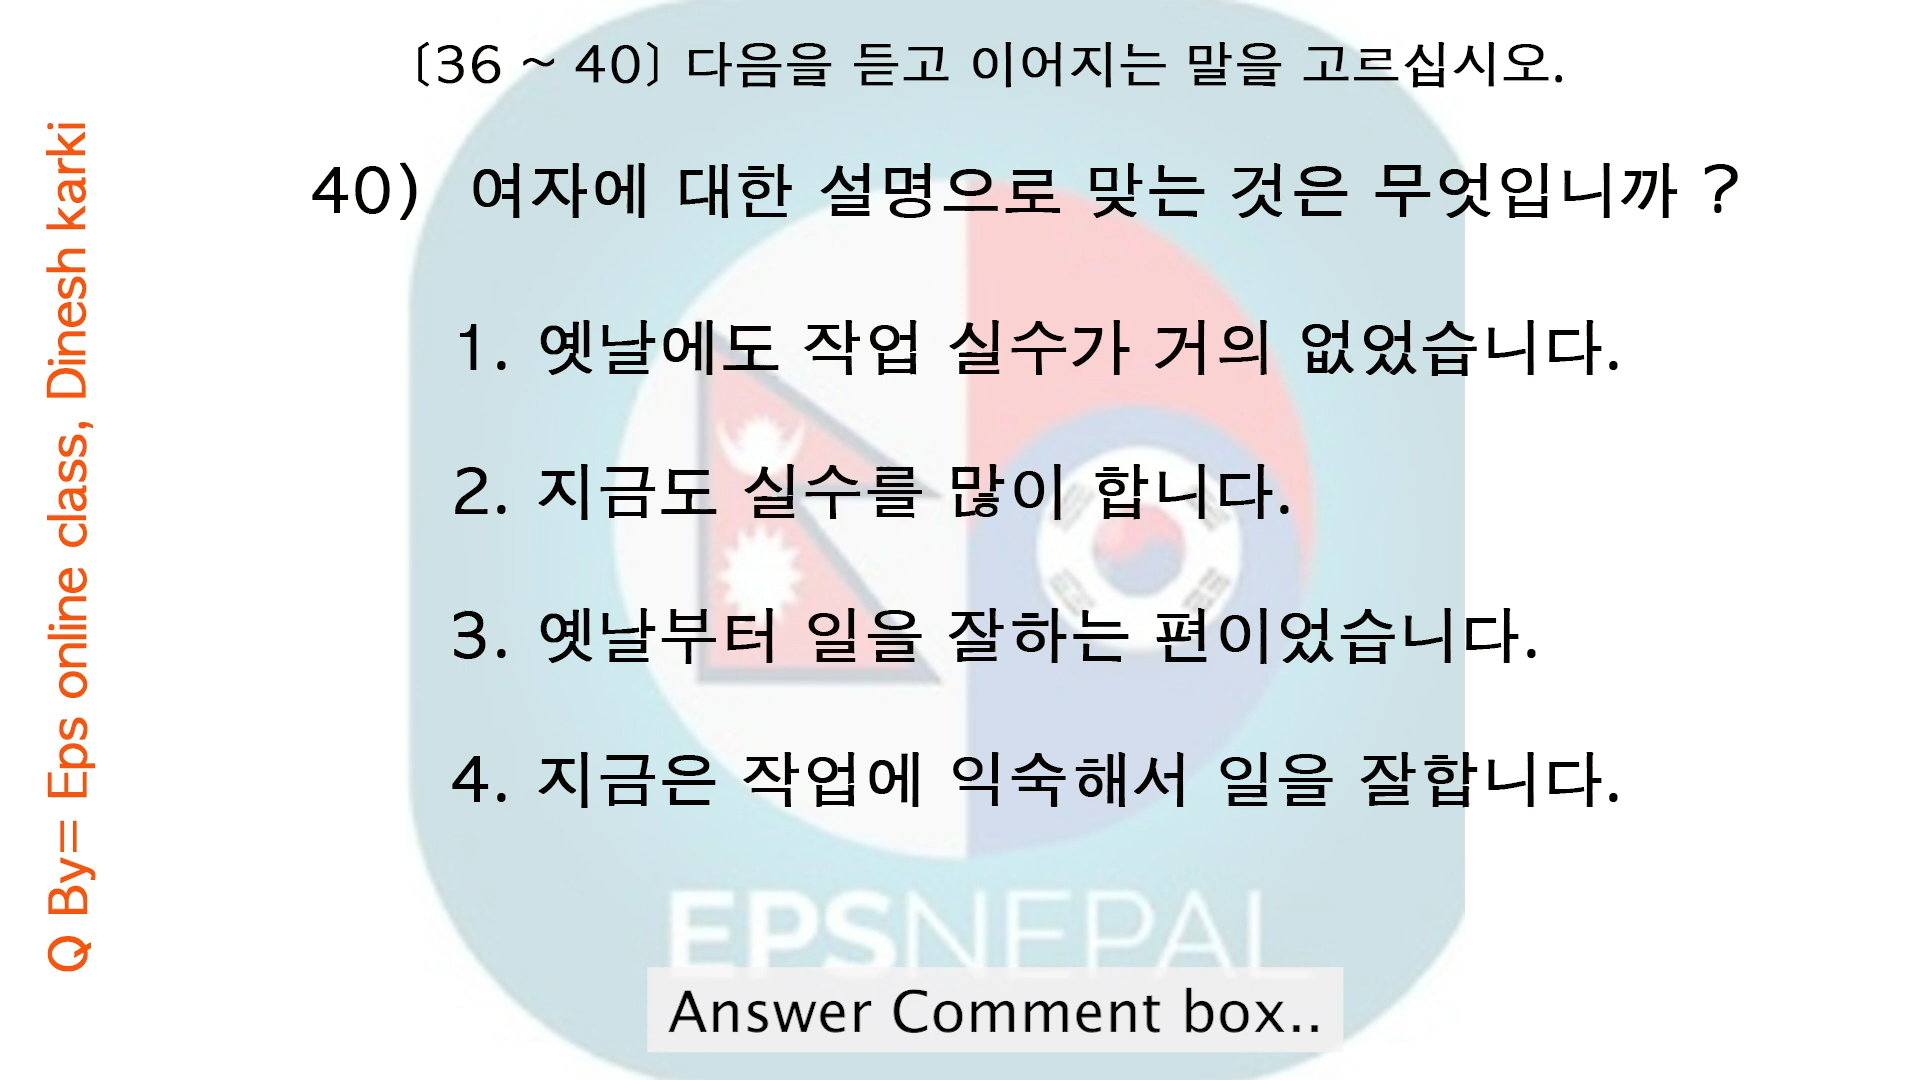 〔36 ~ 40〕 다음을 듣고 이어지는 말을 고르십시오.
40) 여자에 대한 설명으로 맞는 것은 무엇입니까 ?
1. 옛날에도 작업 실수가 거의 없었습니다.
2. 지금도 실수를 많이 합니다.
3. 옛날부터 일을 잘하는 편이었습니다.
4. 지금은 작업에 익숙해서 일을 잘합니다.
EPSNEPAL
Answer Comment box..
Q By= Eps online class, Dinesh karki